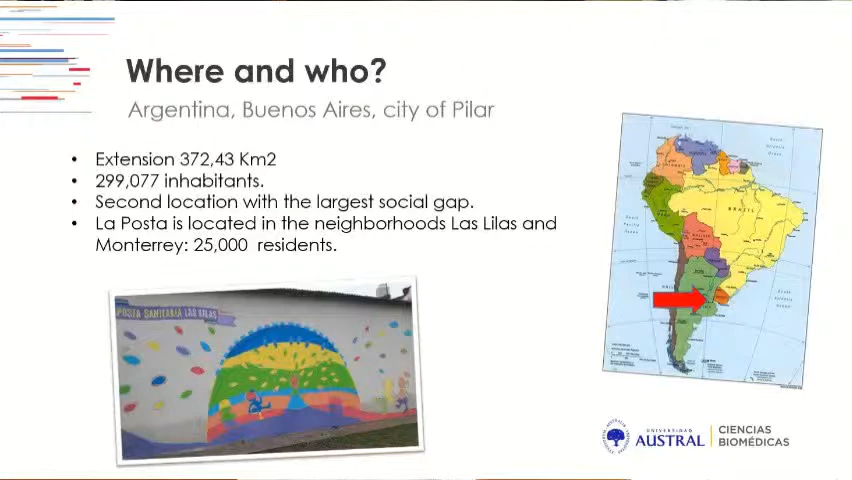 Where and who?
Argentina, Buenos Aires, city of Pilar
• Extension 372,43 Km2
• 299,077 inhabitants.
• Second location with the largest social gap.
• La Posta is located in the neighborhoods Las Lilas and
Monterrey: 25,000 residents.
POSTA SANITARIA LAS LILAS
BRASIL
UNIVERSIDAD
AUSTRAL
CIENCIAS
BIOMÉDICAS